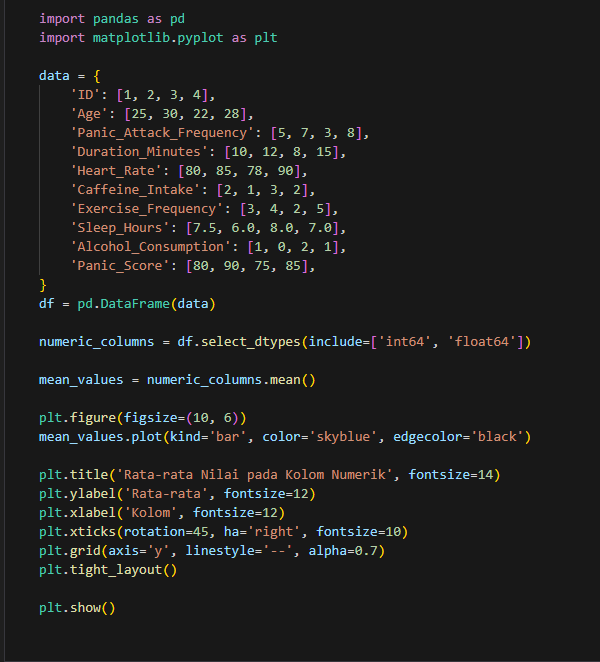 import pandas as pd
import matplotlib.pyplot as plt

data = {
    'ID': [1, 2, 3, 4],
    'Age': [25, 30, 22, 28],
    'Panic_Attack_Frequency': [5, 7, 3, 8],
    'Duration_Minutes': [10, 12, 8, 15],
    'Heart_Rate': [80, 85, 78, 90],
    'Caffeine_Intake': [2, 1, 3, 2],
    'Exercise_Frequency': [3, 4, 2, 5],
    'Sleep_Hours': [7.5, 6.0, 8.0, 7.0],
    'Alcohol_Consumption': [1, 0, 2, 1],
    'Panic_Score': [80, 90, 75, 85],
}
df = pd.DataFrame(data)

numeric_columns = df.select_dtypes(include=['int64', 'float64'])

mean_values = numeric_columns.mean()

plt.figure(figsize=(10, 6))
mean_values.plot(kind='bar', color='skyblue', edgecolor='black')

plt.title('Rata-rata Nilai pada Kolom Numerik', fontsize=14)
plt.ylabel('Rata-rata', fontsize=12)
plt.xlabel('Kolom', fontsize=12)
plt.xticks(rotation=45, ha='right', fontsize=10)
plt.grid(axis='y', linestyle='--', alpha=0.7)
plt.tight_layout()

plt.show()